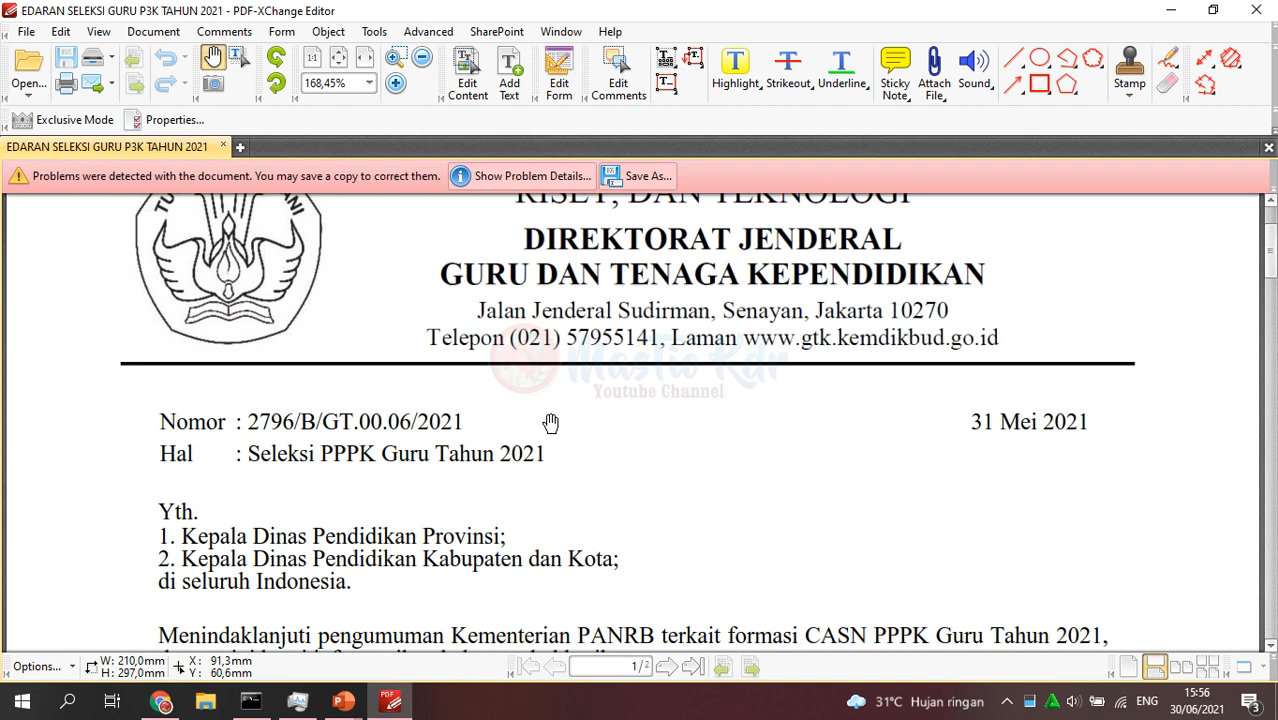 EDARAN SELEKSI GURU P3K TAHUN 2021 - PDF-XChange Editor
File Edit View Document Comments Form Object Tools Advanced SharePoint Window Help
Open... 168,45% Edit Content Add Text Edit Form Edit Comments Highlight Strikeout Underline Sticky Note Attach File Sound Stamp
Exclusive Mode Properties...
EDARAN SELEKSI GURU P3K TAHUN 2021
Problems were detected with the document. You may save a copy to correct them. Show Problem Details... Save As...
RISET, DAN TEKNOLOGI
DIREKTORAT JENDERAL
GURU DAN TENAGA KEPENDIDIKAN
Jalan Jenderal Sudirman, Senayan, Jakarta 10270
Telepon (021) 57955141, Laman www.gtk.kemdikbud.go.id
Mastic Kdr
Youtube Channel
Nomor : 2796/B/GT.00.06/2021 31 Mei 2021
Hal : Seleksi PPPK Guru Tahun 2021
Yth.
1. Kepala Dinas Pendidikan Provinsi;
2. Kepala Dinas Pendidikan Kabupaten dan Kota;
di seluruh Indonesia.
Menindaklanjuti pengumuman Kementerian PANRB terkait formasi CASN PPPK Guru Tahun 2021,
Options... W: 210,0mm H: 297,0mm X: 91,3mm Y: 60,6mm 1/2
31°C Hujan ringan ENG 15:56 30/06/2021 3